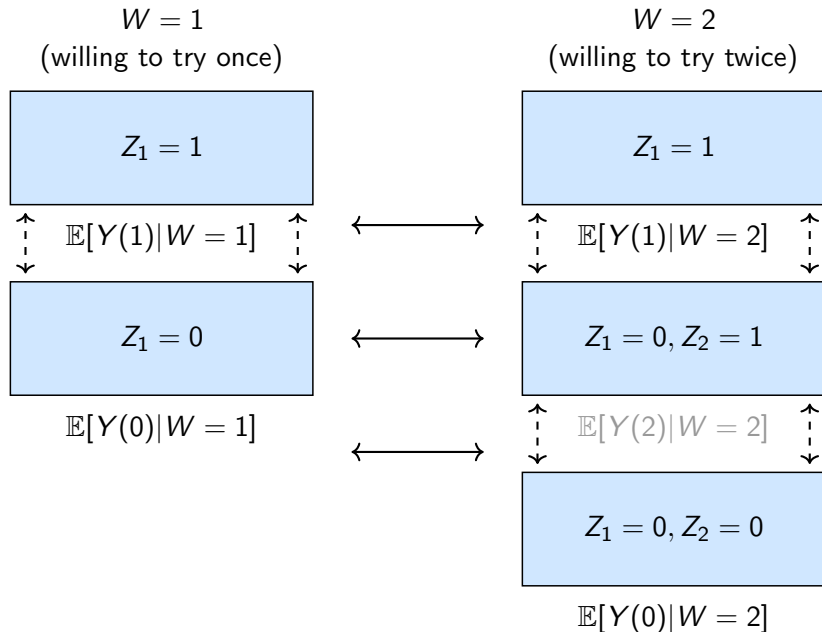 W = 1
(willing to try once)
Z₁ = 1
𝔼[Y(1)|W = 1]
Z₁ = 0
𝔼[Y(0)|W = 1]
W = 2
(willing to try twice)
Z₁ = 1
𝔼[Y(1)|W = 2]
Z₁ = 0, Z₂ = 1
𝔼[Y(2)|W = 2]
Z₁ = 0, Z₂ = 0
𝔼[Y(0)|W = 2]